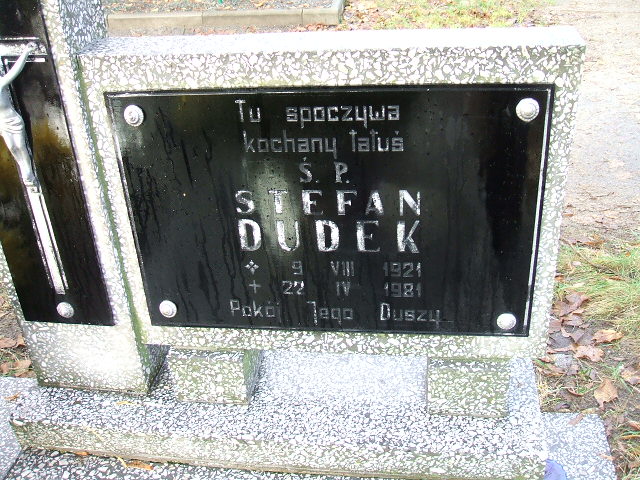 Tu spoczywa
kochany tatuś
Ś. P.
STEFAN
DUDEK
✢ 9 VIII 1921
+ 22 IV 1981
Pokój Jego Duszy